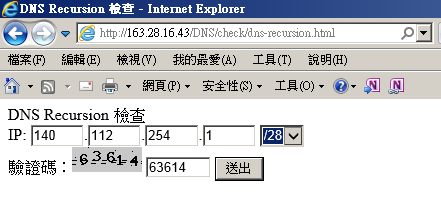 DNS Recursion 檢查 - Internet Explorer
http://163.28.16.43/DNS/check/dns-recursion.html
檔案(F) 編輯(E) 檢視(V) 我的最愛(A) 工具(T) 說明(H)
網頁(P) 安全性(S) 工具(O)
DNS Recursion 檢查
IP: 140 . 112 . 254 . 1 /28
驗證碼：63614 63614 送出